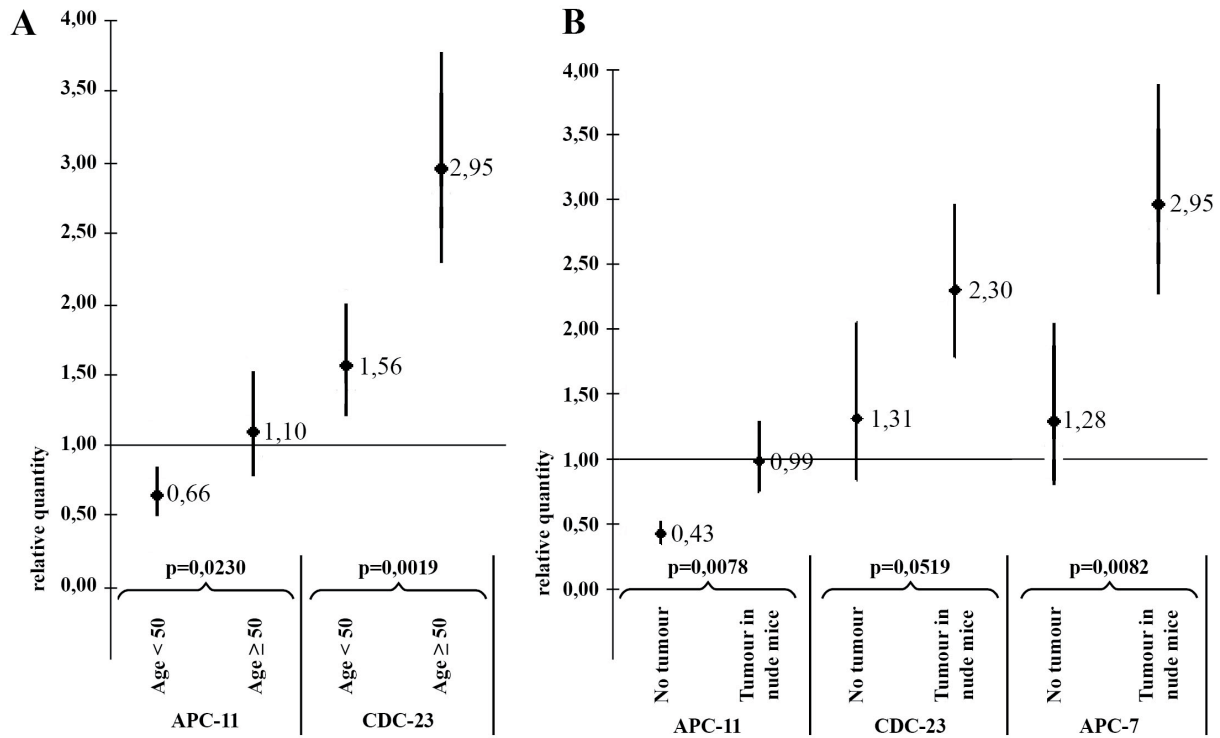 A
4,00
3,50
3,00
2,50
2,00
1,50
1,00
0,50
0,00
relative quantity
0,66
1,10
1,56
2,95
p=0,0230
p=0,0019
Age < 50
Age ≥ 50
Age < 50
Age ≥ 50
APC-11
CDC-23
B
4,00
3,50
3,00
2,50
2,00
1,50
1,00
0,50
0,00
relative quantity
0,43
0,99
1,31
2,30
1,28
2,95
p=0,0078
p=0,0519
p=0,0082
No tumour
Tumour in
nude mice
No tumour
Tumour in
nude mice
No tumour
Tumour in
nude mice
APC-11
CDC-23
APC-7